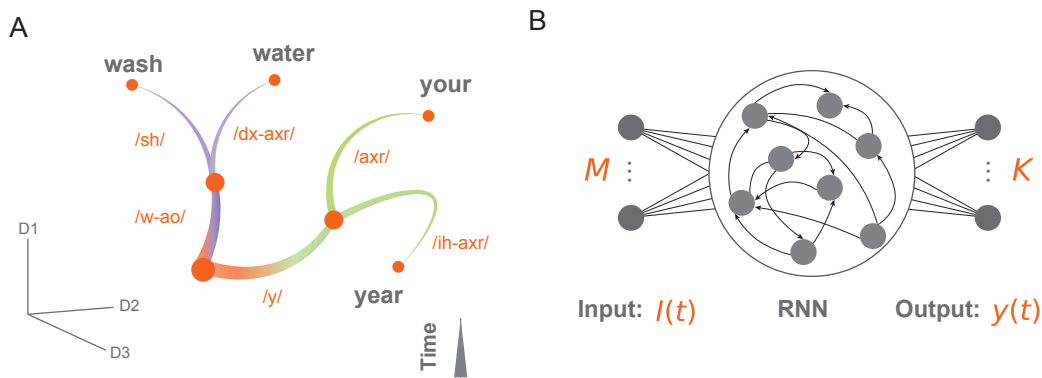 A
wash
water
your
/sh/
/dx-axr/
/axr/
/w-ao/
/ih-axr/
/y/
year
D1
D2
D3
Time
B
M
⋮
⋮
K
Input: I(t)
RNN
Output: y(t)